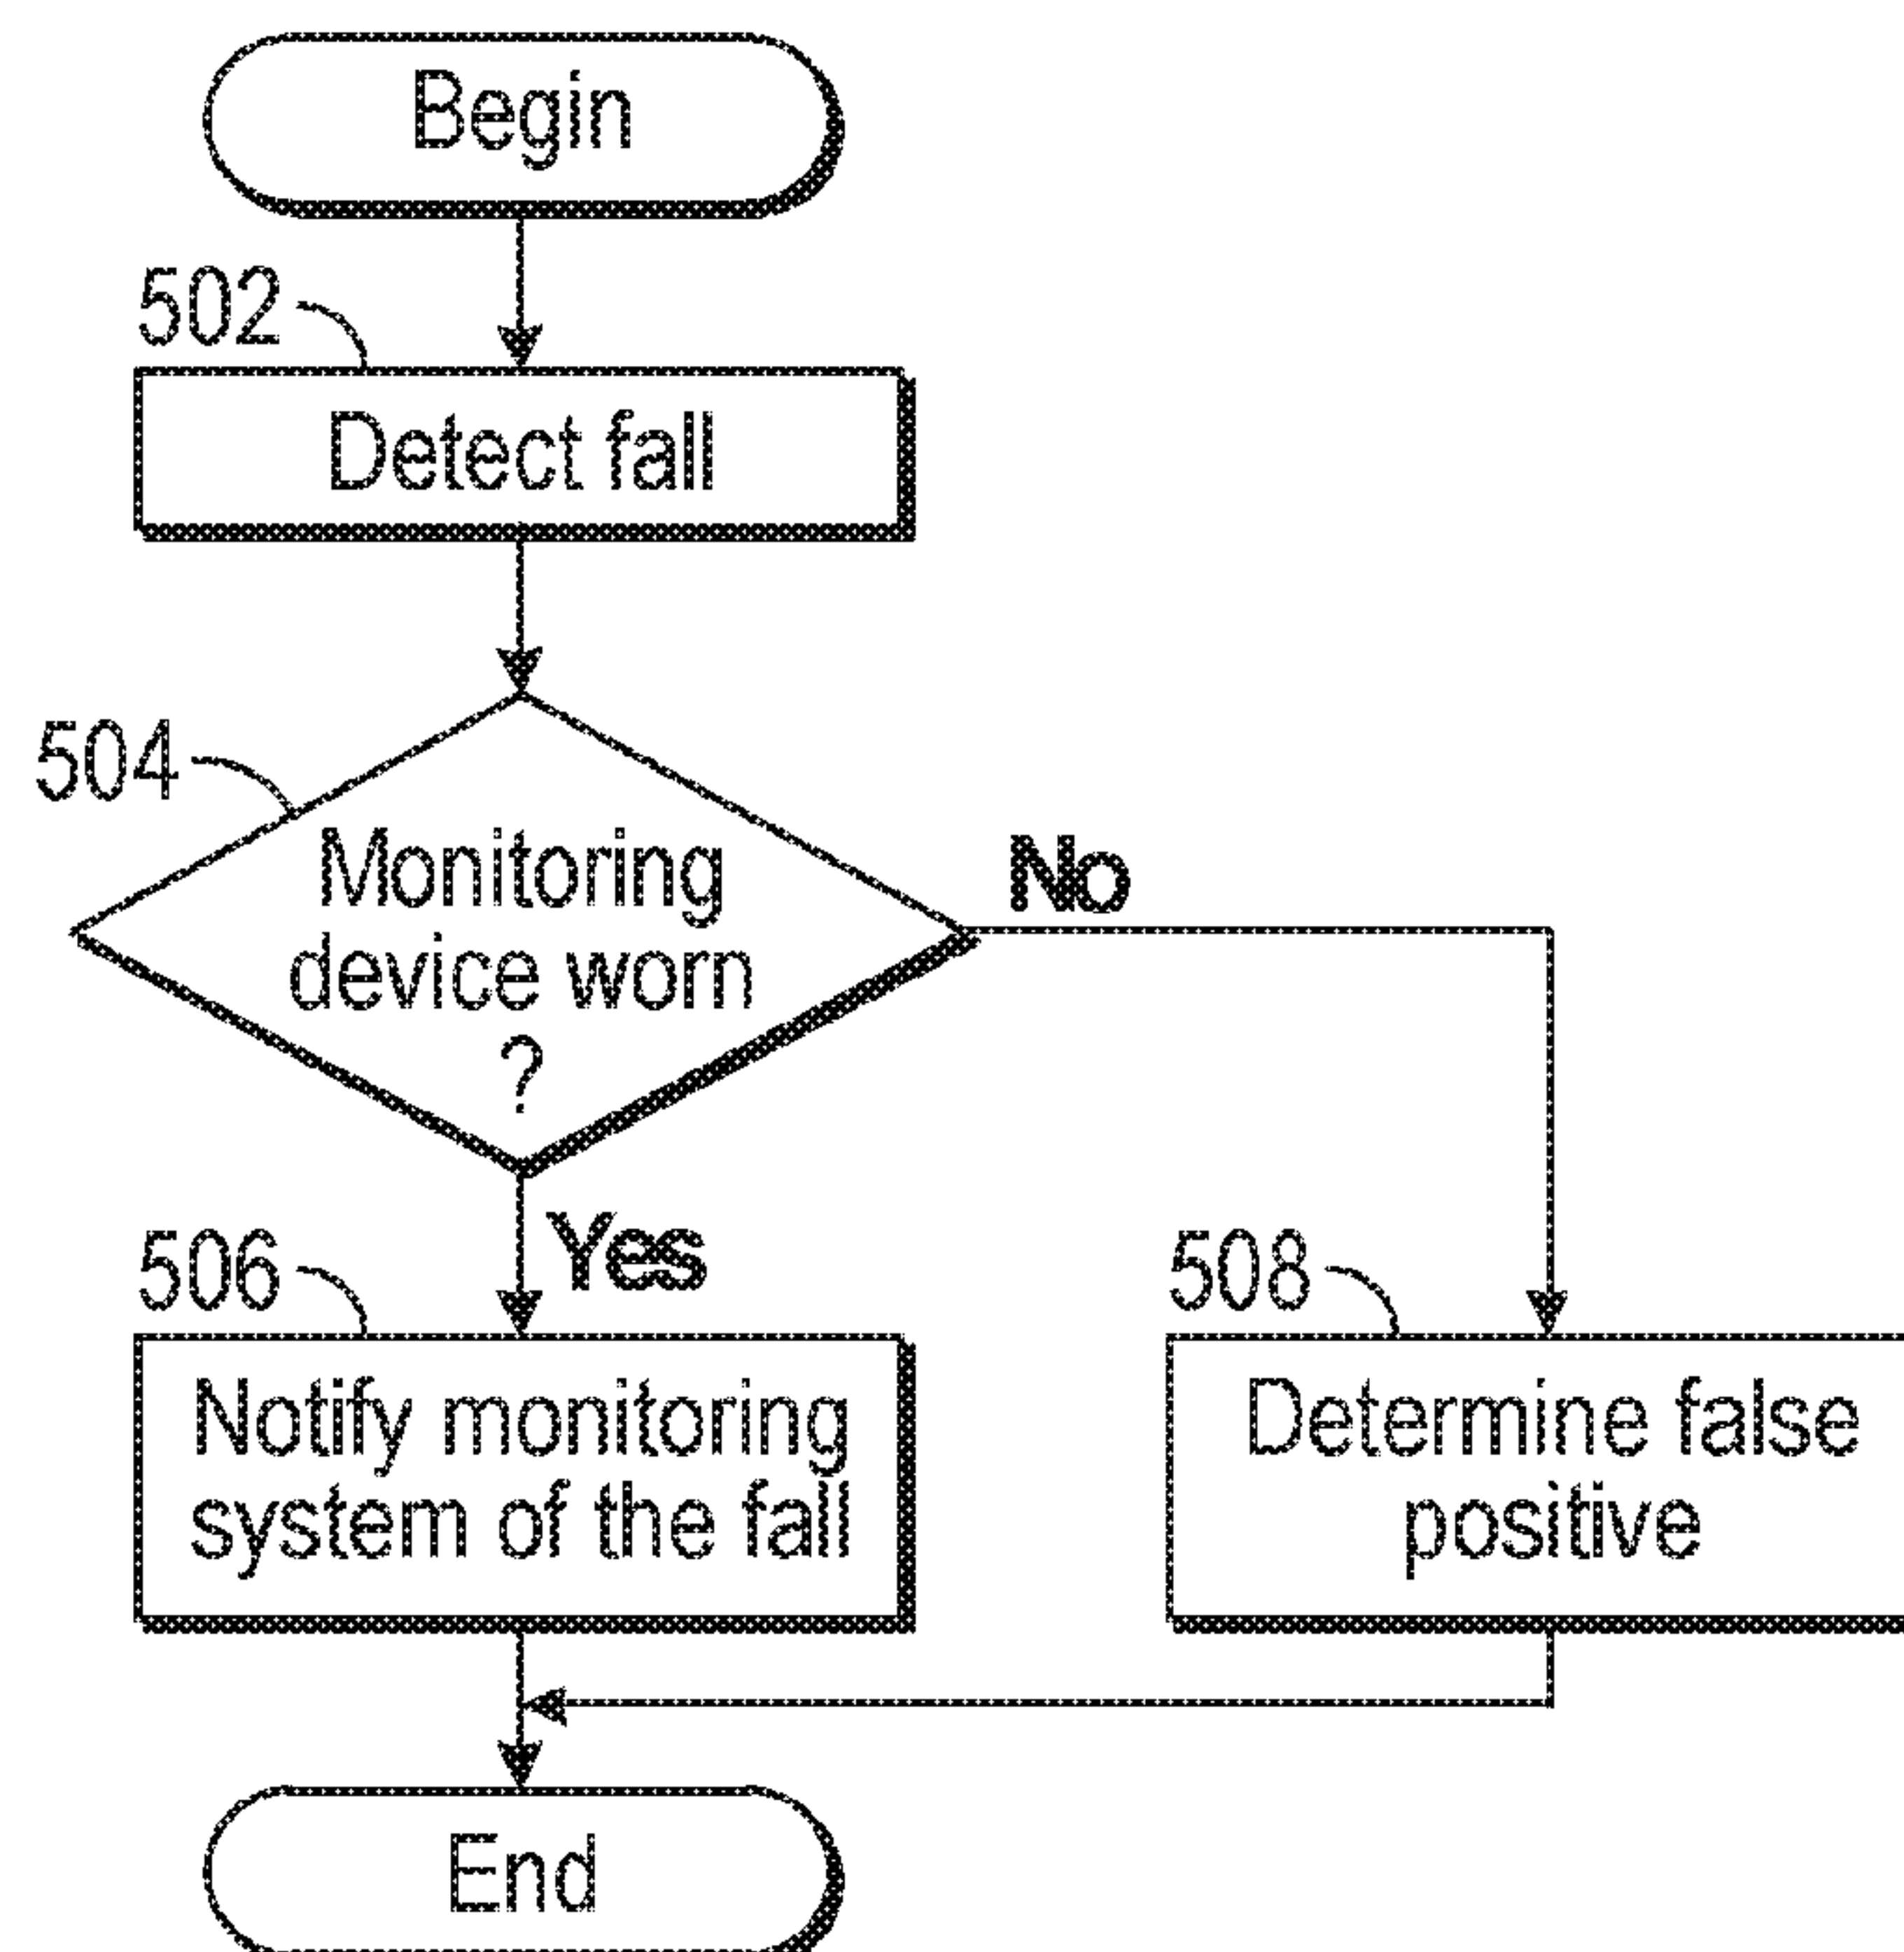 Begin
502
Detect fall
504
Monitoring
device worn
?
No
Yes
506
Notify monitoring
system of the fall
508
Determine false
positive
End